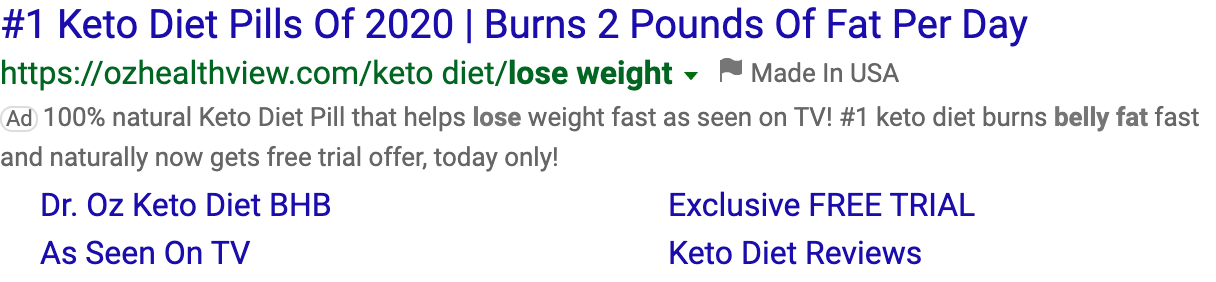 #1 Keto Diet Pills Of 2020 | Burns 2 Pounds Of Fat Per Day
https://ozhealthview.com/keto diet/lose weight Made In USA
Ad 100% natural Keto Diet Pill that helps lose weight fast as seen on TV! #1 keto diet burns belly fat fast
and naturally now gets free trial offer, today only!
Dr. Oz Keto Diet BHB Exclusive FREE TRIAL
As Seen On TV Keto Diet Reviews